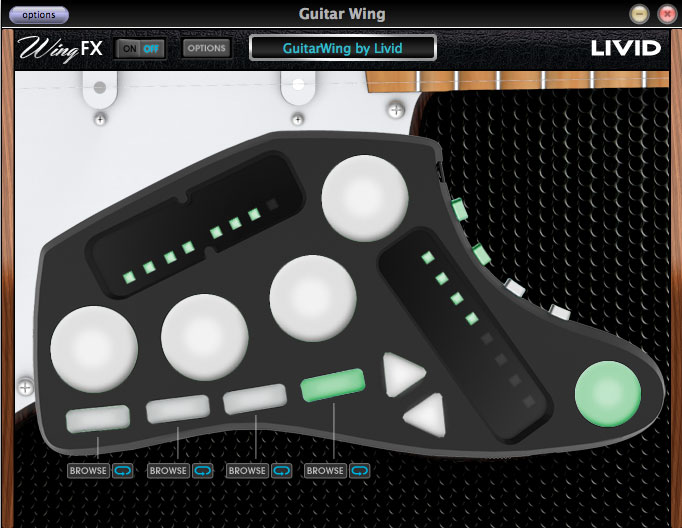 options
Guitar Wing
WingFX
ON OFF
OPTIONS
GuitarWing by Livid
LIVID
BROWSE
BROWSE
BROWSE
BROWSE